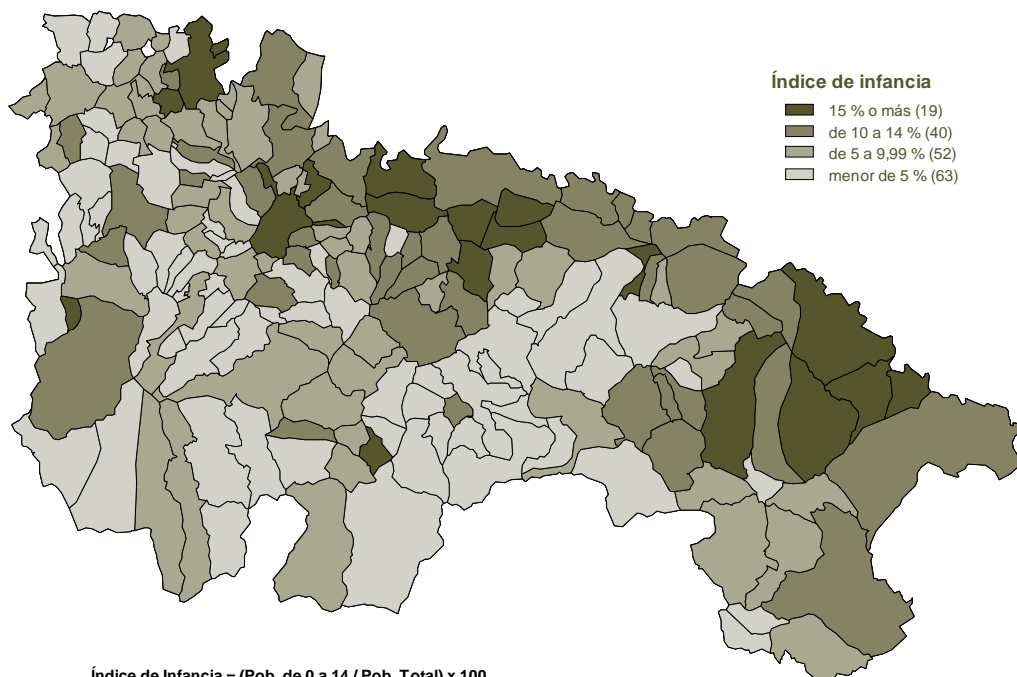 Índice de infancia
15 % o más (19)
de 10 a 14 % (40)
de 5 a 9,99 % (52)
menor de 5 % (63)
Índice de Infancia = (Pob. de 0 a 14 / Pob. Total) x 100